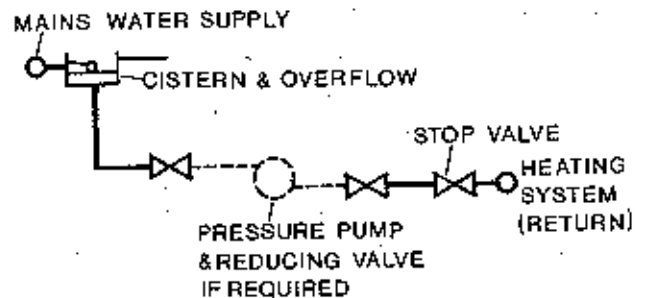 MAINS WATER SUPPLY
CISTERN & OVERFLOW
STOP VALVE
HEATING
SYSTEM
(RETURN)
PRESSURE PUMP
& REDUCING VALVE
IF REQUIRED